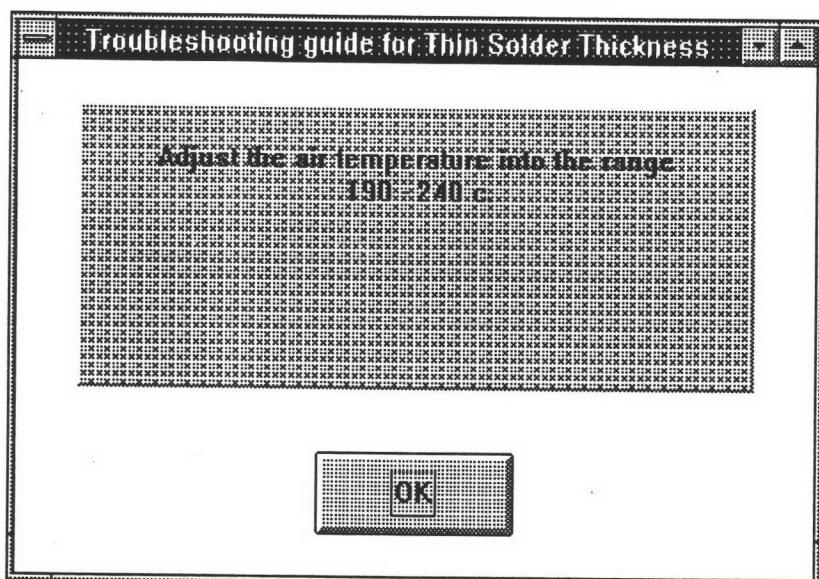 Troubleshooting guide for Thin Solder Thickness
Adjust the air temperature into the range
190-240 c.
OK